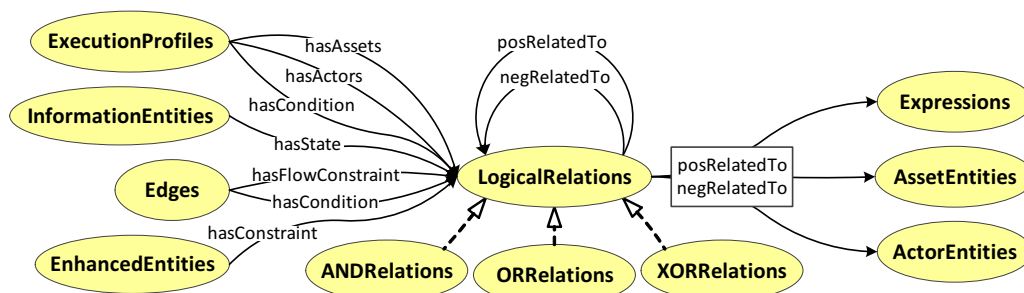 ExecutionProfiles
hasAssets
posRelatedTo
hasActors
negRelatedTo
hasCondition
InformationEntities
Expressions
hasState
posRelatedTo
negRelatedTo
hasFlowConstraint
LogicalRelations
AssetEntities
Edges
hasCondition
hasConstraint
EnhancedEntities
ANDRelations
ORRelations
XORRelations
ActorEntities